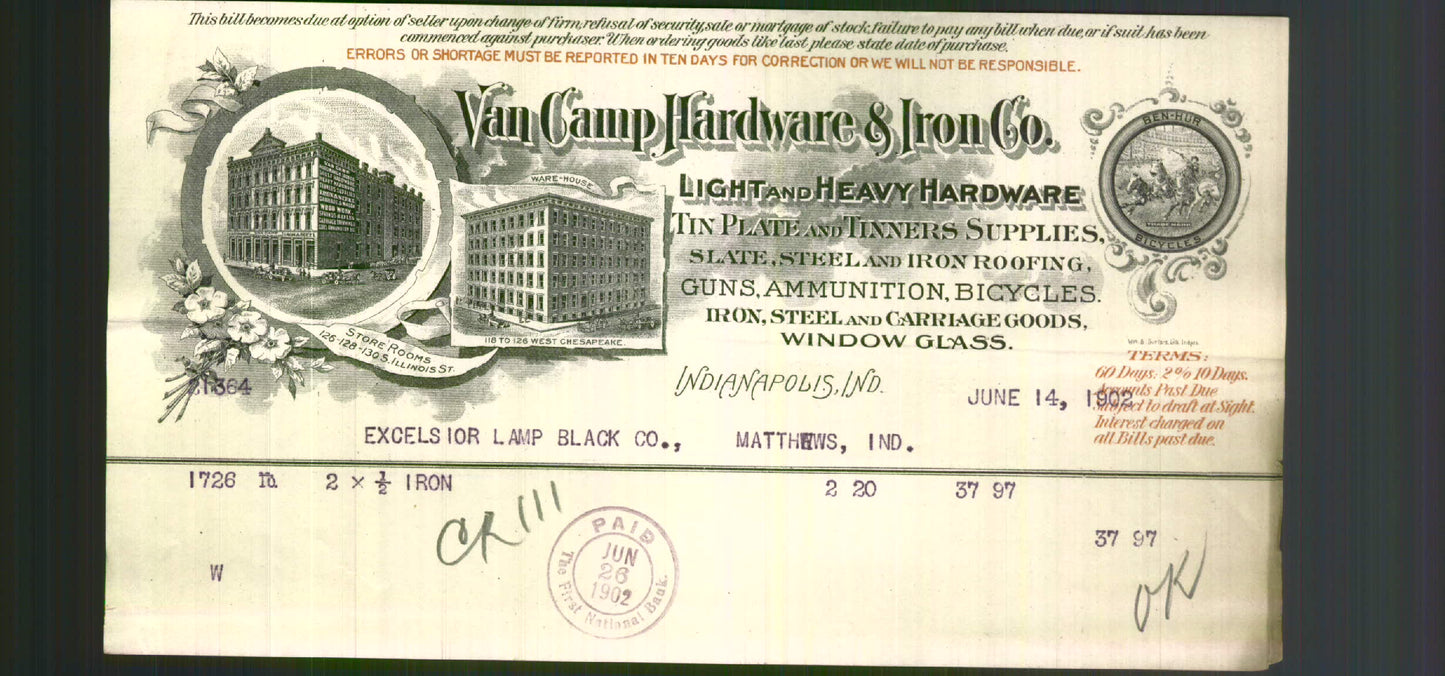 This bill becomes due at option of seller upon change of firm, refusal of security, sale or mortgage of stock, failure to pay any bill when due, or if suit has been
commenced against purchaser. When ordering goods like last please state date of purchase.
ERRORS OR SHORTAGE MUST BE REPORTED IN TEN DAYS FOR CORRECTION OR WE WILL NOT BE RESPONSIBLE.
Van Camp Hardware & Iron Co.
LIGHT AND HEAVY HARDWARE
TIN PLATE AND TINNERS SUPPLIES,
SLATE, STEEL AND IRON ROOFING,
GUNS, AMMUNITION, BICYCLES.
IRON, STEEL AND CARRIAGE GOODS,
WINDOW GLASS.
BEN-HUR
TRADE MARK
BICYCLES
WARE-HOUSE
118 TO 126 WEST CHESAPEAKE.
STORE ROOMS
126-128-130 S. ILLINOIS ST.
INDIANAPOLIS, IND.
TERMS:
60 Days; 2% 10 Days.
Accounts Past Due
Subject to draft at Sight.
Interest charged on
all Bills past due.
21364
JUNE 14, 1902
EXCELSIOR LAMP BLACK CO., MATTHEWS, IND.
1726 2 × ½ IRON 2 20 37 97
37 97
CR 111
W
PAID
JUN
26
1902
The First National Bank.
OK